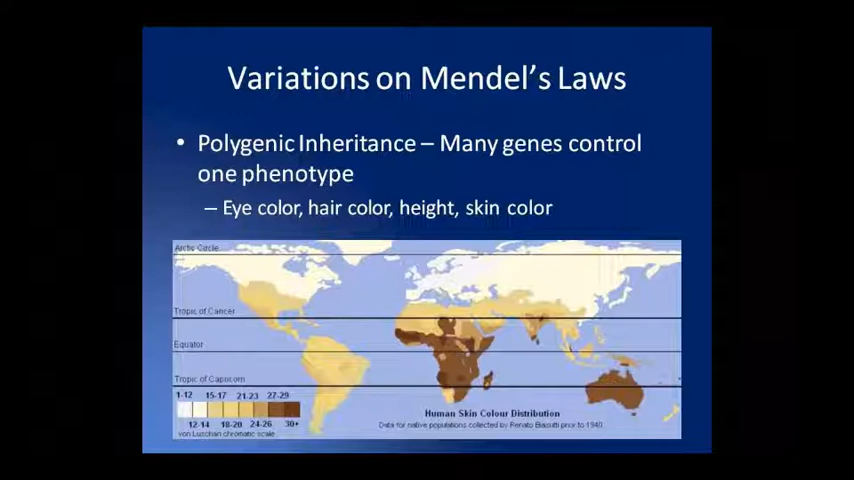 Variations on Mendel's Laws
• Polygenic Inheritance – Many genes control
one phenotype
– Eye color, hair color, height, skin color
Arctic Circle
Tropic of Cancer
Equator
Tropic of Capricorn
1-12 15-17 21-23 27-29
12-14 18-20 24-26 30+
von Luschan chromatic scale
Human Skin Colour Distribution
Data for native populations collected by Renato Biasutti prior to 1940.